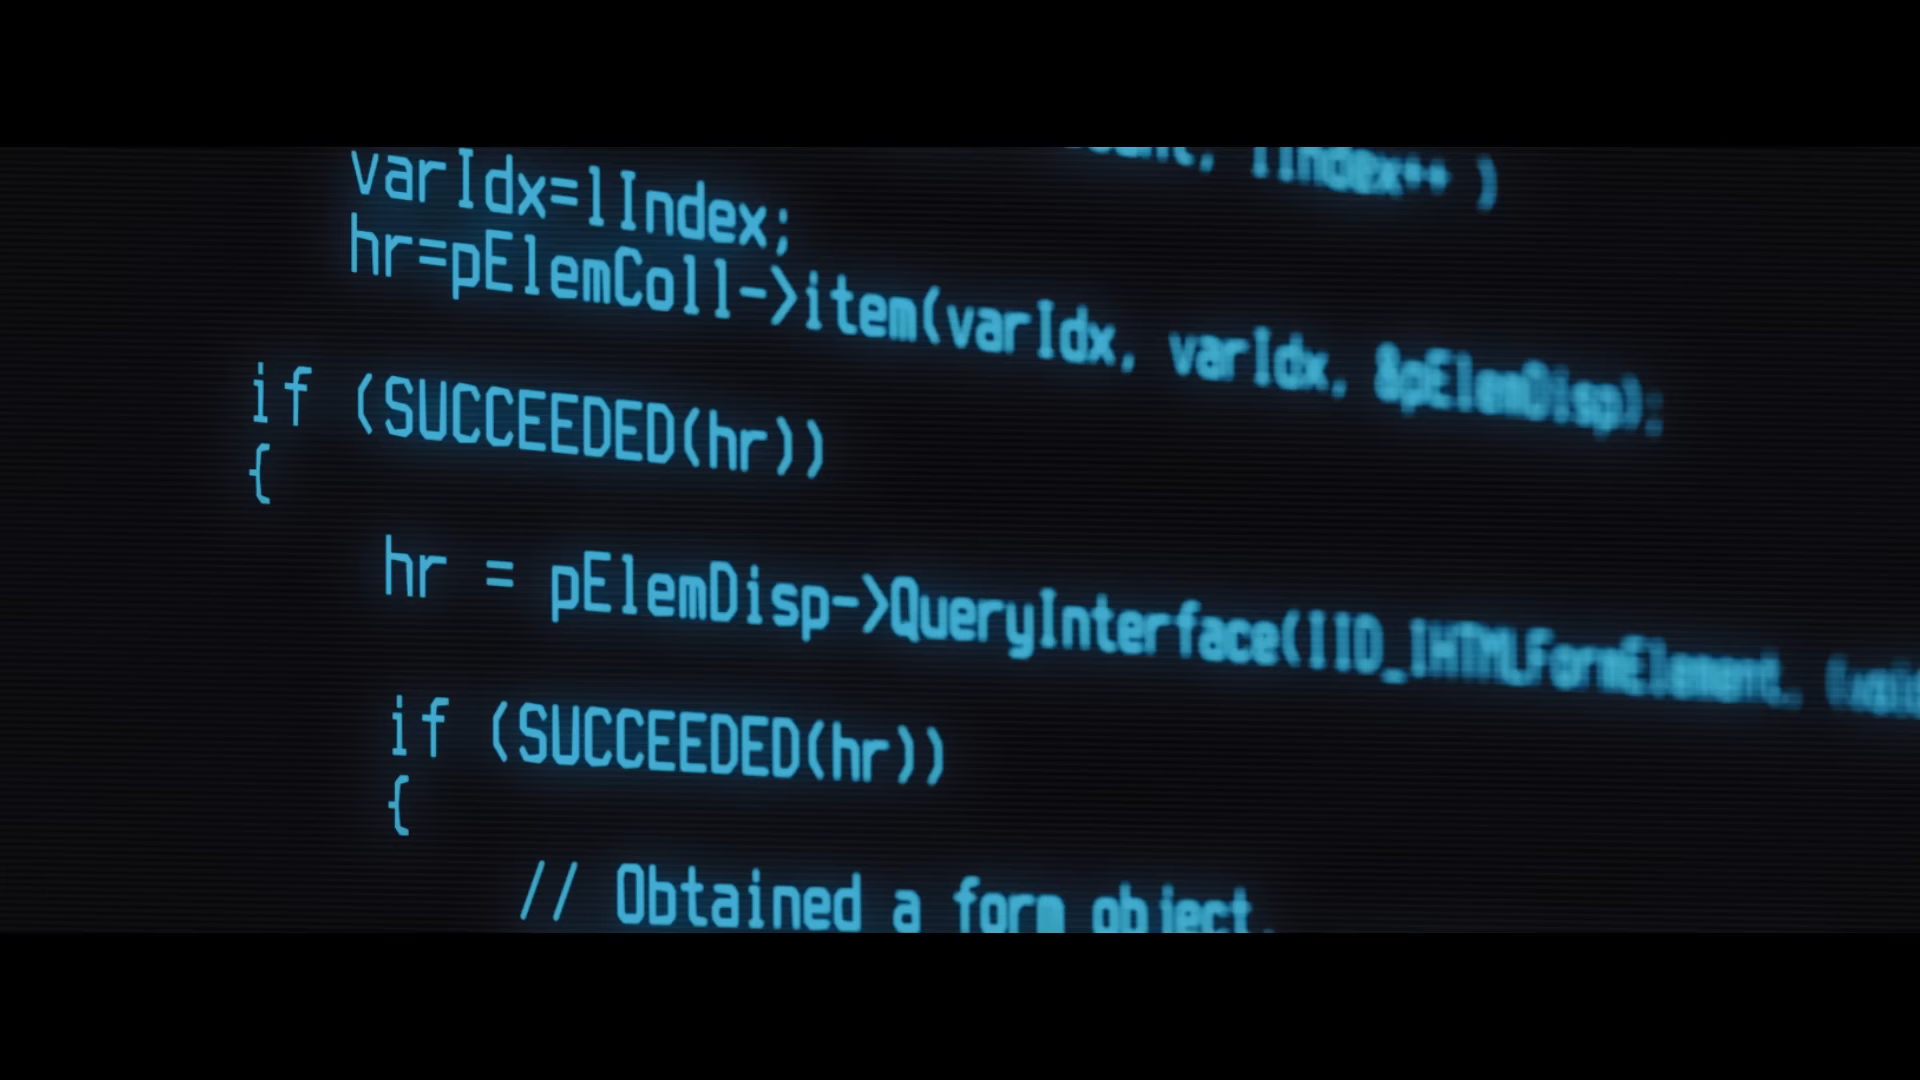 lIndex++ )
varIdx=lIndex;
hr=pElemColl->item(varIdx, varIdx, &pElemDisp);
if (SUCCEEDED(hr))
{
hr = pElemDisp->QueryInterface(IID_IHTMLFormElement,
if (SUCCEEDED(hr))
{
// Obtained a form object.